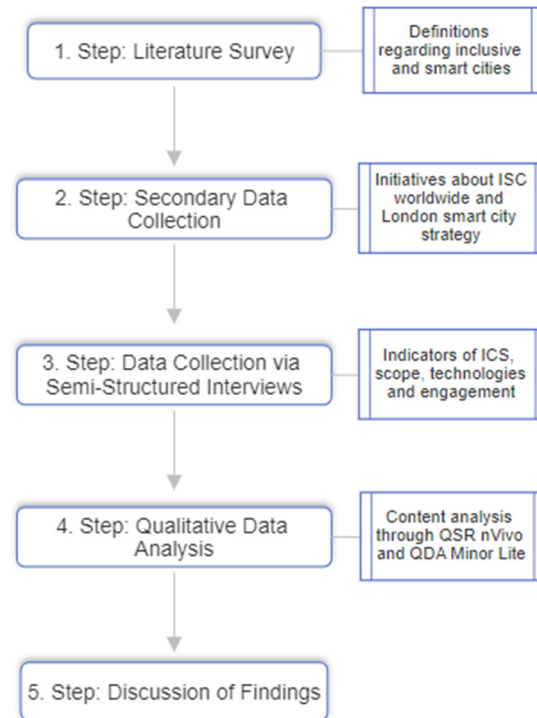 1. Step: Literature Survey
Definitions
regarding inclusive
and smart cities
2. Step: Secondary Data
Collection
Initiatives about ISC
worldwide and
London smart city
strategy
3. Step: Data Collection via
Semi-Structured Interviews
Indicators of ICS,
scope, technologies
and engagement
4. Step: Qualitative Data
Analysis
Content analysis
through QSR nVivo
and QDA Minor Lite
5. Step: Discussion of Findings